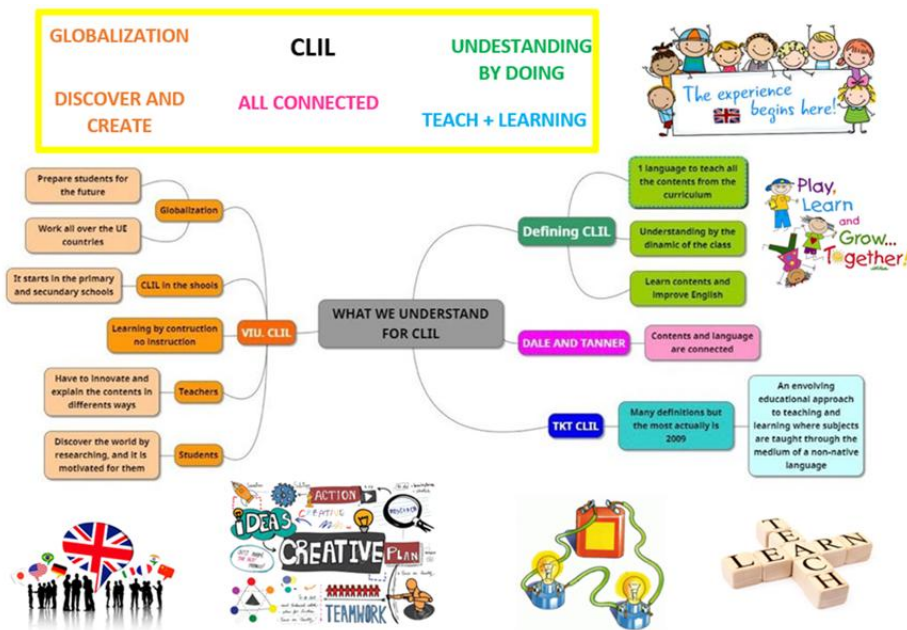 GLOBALIZATION
CLIL
UNDESTANDING
BY DOING
DISCOVER AND
CREATE
ALL CONNECTED
TEACH + LEARNING
The experience
begins here!
Prepare students for
the future
Globalization
Work all over the UE
countries
It starts in the primary
and secundary schools
CLIL in the shools
Learning by contruction
no instruction
VIU. CLIL
Have to innovate and
explain the contents in
differents ways
Teachers
Discover the world by
researching, and it is
motivated for them
Students
WHAT WE UNDERSTAND
FOR CLIL
Defining CLIL
1 language to teach all
the contents from the
curriculum
Understanding by the
dinamic of the class
Learn contents and
improve English
DALE AND TANNER
Contents and language
are connected
TKT CLIL
Many definitions but
the most actually is
2009
An envolving
educational approach
to teaching and
learning where subjects
are taught through the
medium of a non-native
language
Play,
Learn
and
Grow...
Together!
ACTION
IDEAS
CREATIVE
RESEARCH
CREATIVE PLAN
TEAMWORK
TEACH
LEARN